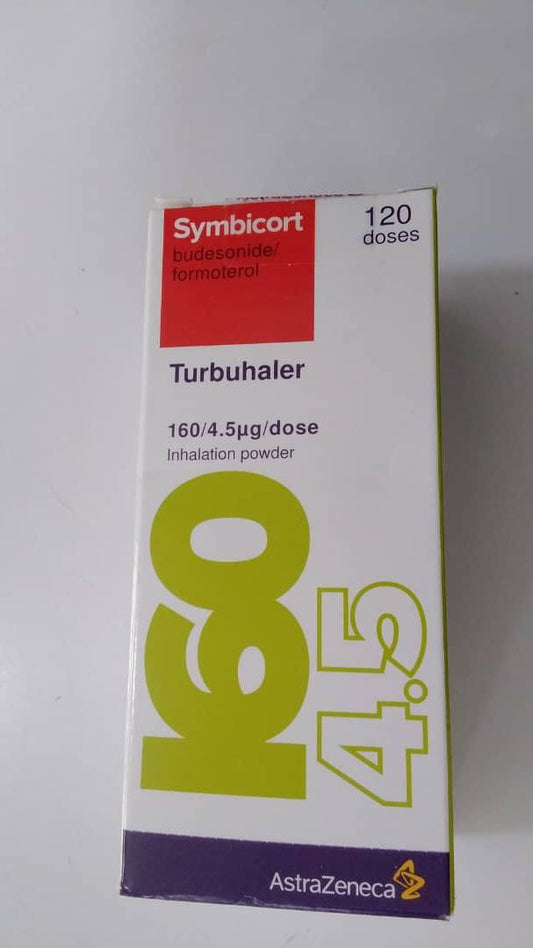 Symbicort
budesonide/
formoterol
120
doses
Turbuhaler
160/4.5µg/dose
Inhalation powder
160
4.5
AstraZeneca